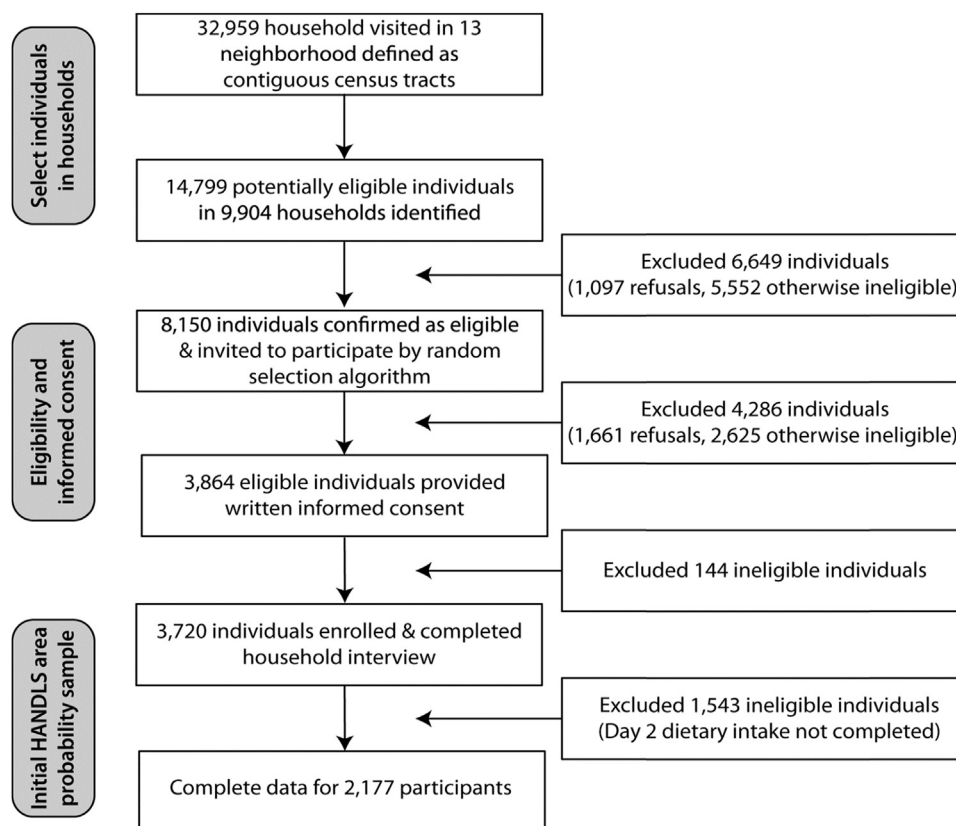 Select individuals
in households
32,959 household visited in 13
neighborhood defined as
contiguous census tracts
14,799 potentially eligible individuals
in 9,904 households identified
Excluded 6,649 individuals
(1,097 refusals, 5,552 otherwise ineligible)
Eligibility and
informed consent
8,150 individuals confirmed as eligible
& invited to participate by random
selection algorithm
Excluded 4,286 individuals
(1,661 refusals, 2,625 otherwise ineligible)
3,864 eligible individuals provided
written informed consent
Excluded 144 ineligible individuals
Initial HANDLS area
probability sample
3,720 individuals enrolled & completed
household interview
Excluded 1,543 ineligible individuals
(Day 2 dietary intake not completed)
Complete data for 2,177 participants